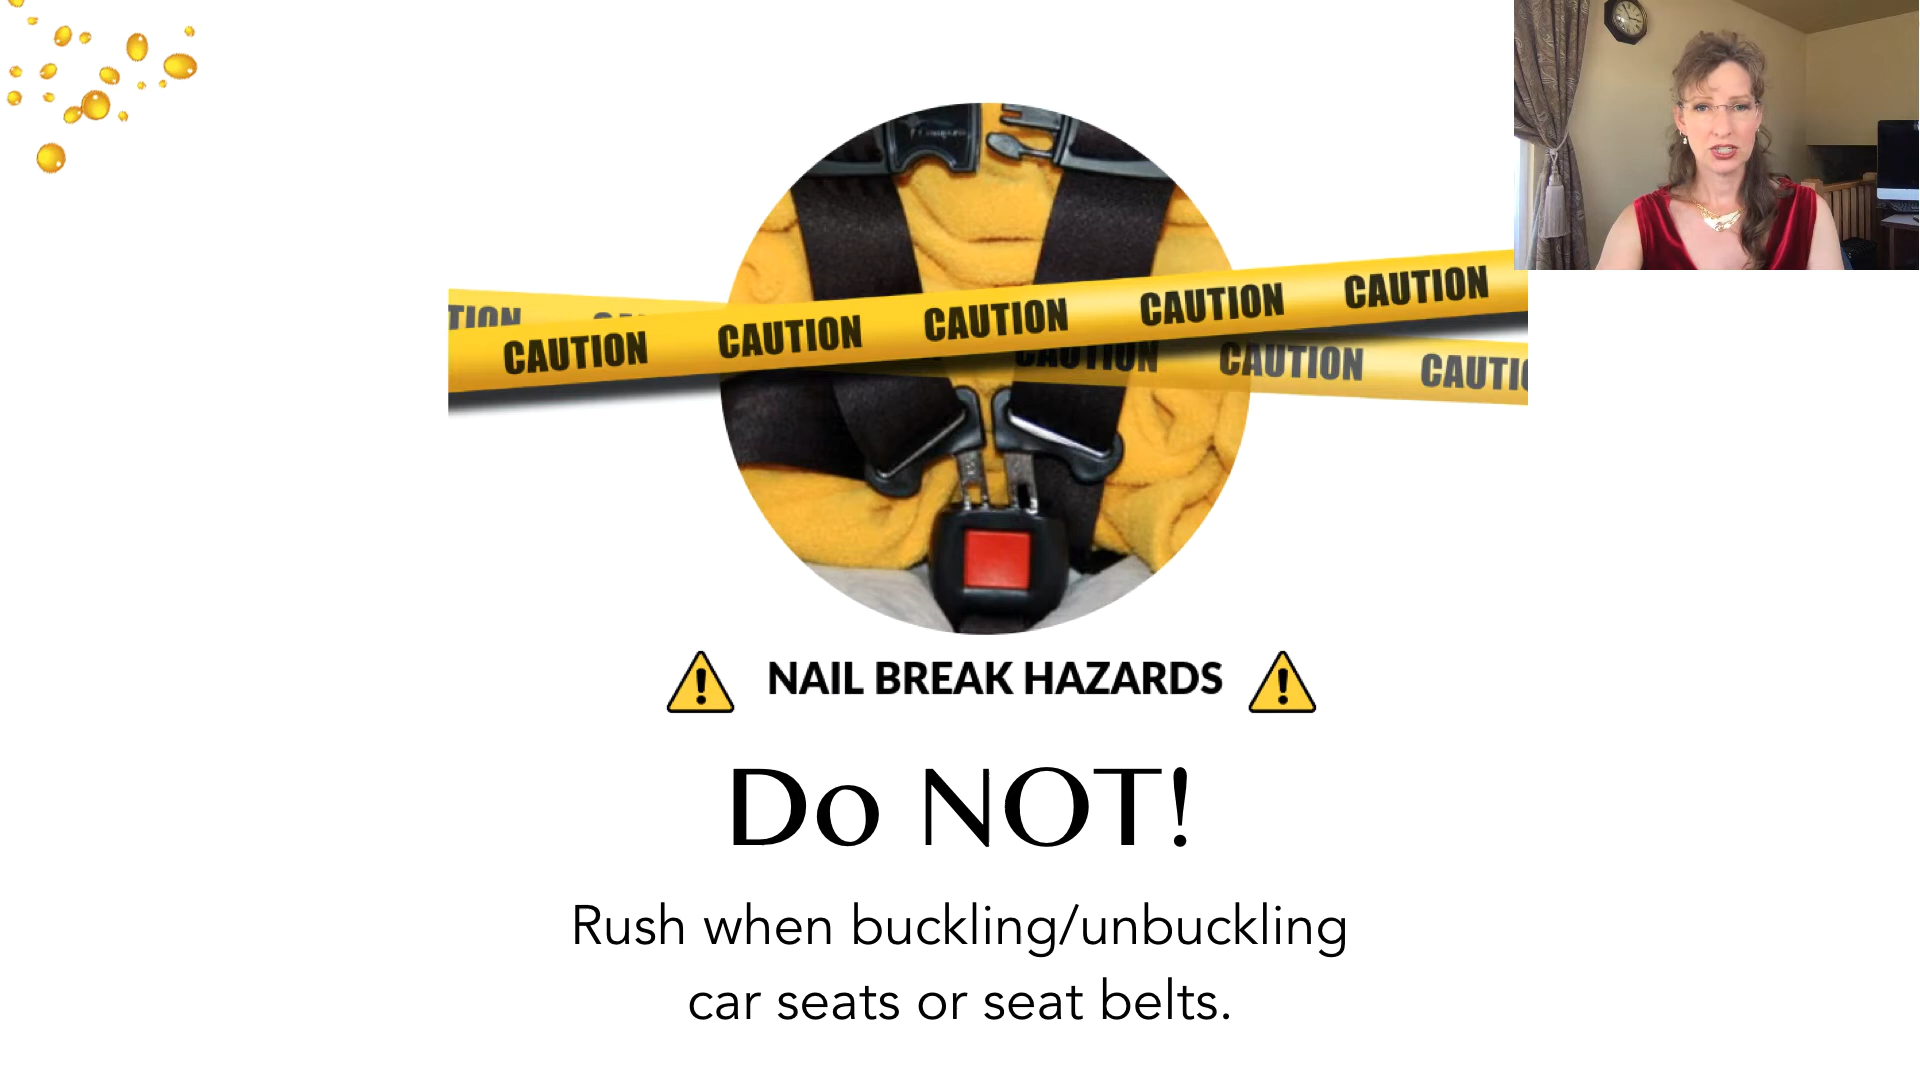 CAUTION CAUTION CAUTION CAUTION CAUTION
CAUTION CAUTION
NAIL BREAK HAZARDS
Do NOT!
Rush when buckling/unbuckling
car seats or seat belts.